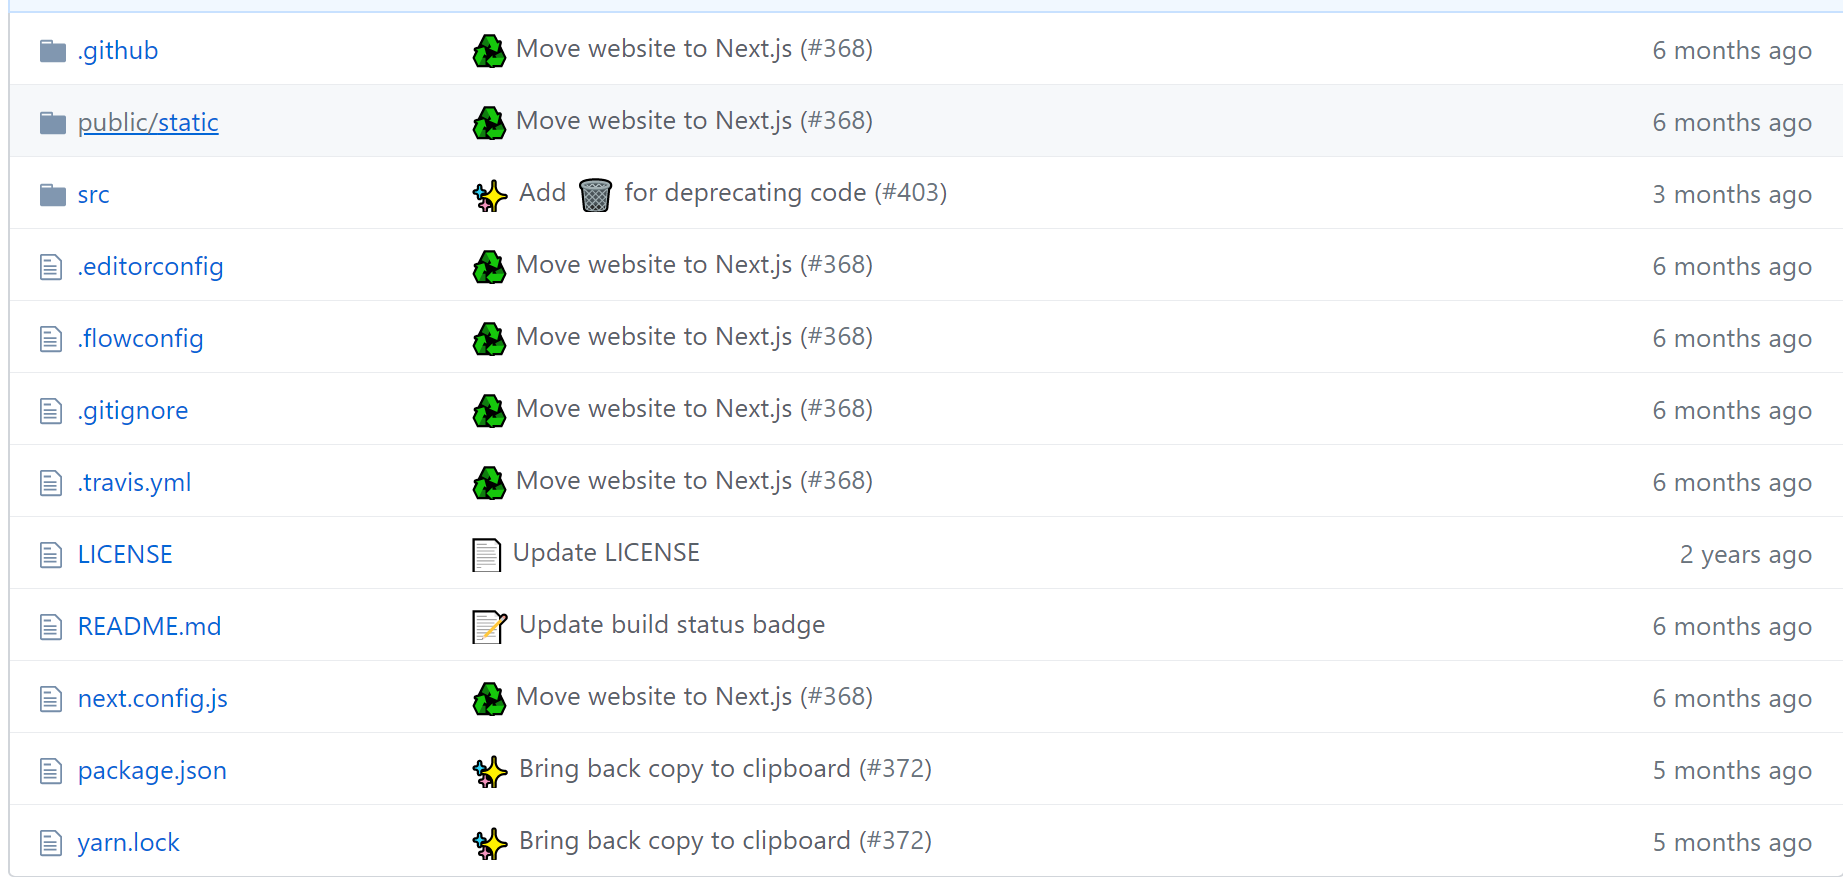 .github ♻️ Move website to Next.js (#368) 6 months ago
public/static ♻️ Move website to Next.js (#368) 6 months ago
src ✨ Add 🗑️ for deprecating code (#403) 3 months ago
.editorconfig ♻️ Move website to Next.js (#368) 6 months ago
.flowconfig ♻️ Move website to Next.js (#368) 6 months ago
.gitignore ♻️ Move website to Next.js (#368) 6 months ago
.travis.yml ♻️ Move website to Next.js (#368) 6 months ago
LICENSE 📄 Update LICENSE 2 years ago
README.md 📝 Update build status badge 6 months ago
next.config.js ♻️ Move website to Next.js (#368) 6 months ago
package.json ✨ Bring back copy to clipboard (#372) 5 months ago
yarn.lock ✨ Bring back copy to clipboard (#372) 5 months ago